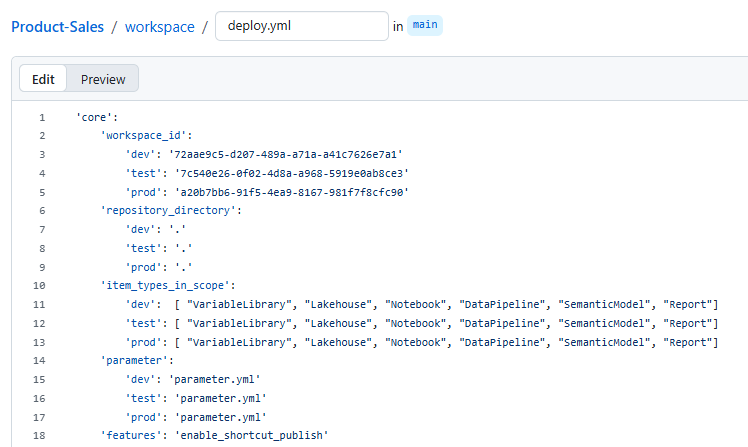 Product-Sales / workspace / deploy.yml in main
Edit Preview
1 'core':
2 'workspace_id':
3 'dev': '72aae9c5-d207-489a-a71a-a41c7626e7a1'
4 'test': '7c540e26-0f02-4d8a-a968-5919e0ab8ce3'
5 'prod': 'a20b7bb6-91f5-4ea9-8167-981f7f8cfc90'
6 'repository_directory':
7 'dev': '.'
8 'test': '.'
9 'prod': '.'
10 'item_types_in_scope':
11 'dev':  [ "VariableLibrary", "Lakehouse", "Notebook", "DataPipeline", "SemanticModel", "Report"]
12 'test': [ "VariableLibrary", "Lakehouse", "Notebook", "DataPipeline", "SemanticModel", "Report"]
13 'prod': [ "VariableLibrary", "Lakehouse", "Notebook", "DataPipeline", "SemanticModel", "Report"]
14 'parameter':
15 'dev': 'parameter.yml'
16 'test': 'parameter.yml'
17 'prod': 'parameter.yml'
18 'features': 'enable_shortcut_publish'